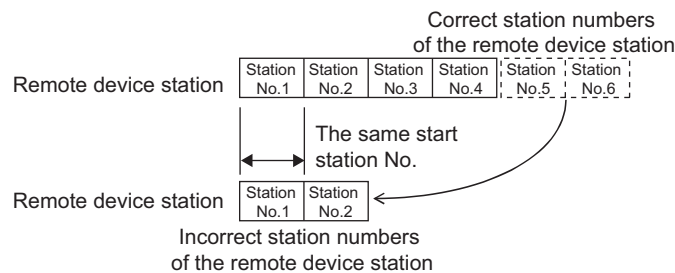 Correct station numbers
of the remote device station
Remote device station
Station No.1
Station No.2
Station No.3
Station No.4
Station No.5
Station No.6
The same start
station No.
Remote device station
Station No.1
Station No.2
Incorrect station numbers
of the remote device station